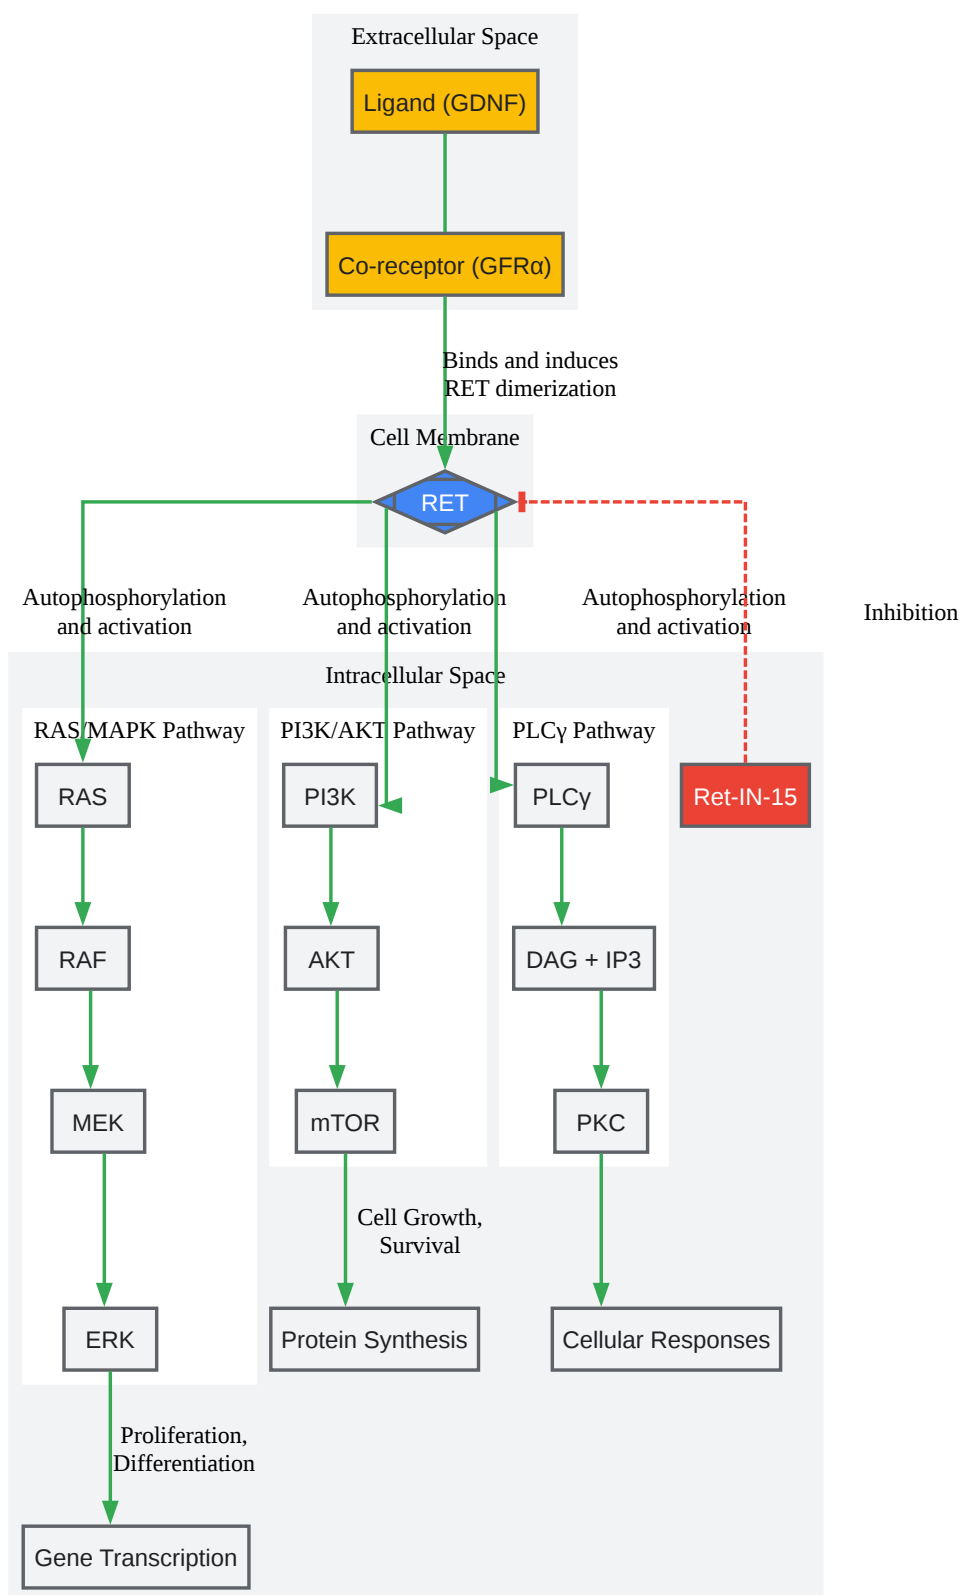 Extracellular Space
Ligand (GDNF)
Co-receptor (GFRα)
Binds and induces
RET dimerization
Cell Membrane
RET
Autophosphorylation
and activation
Autophosphorylation
and activation
Autophosphorylation
and activation
Inhibition
Intracellular Space
RAS/MAPK Pathway
PI3K/AKT Pathway
PLCγ Pathway
RAS
PI3K
PLCγ
Ret-IN-15
RAF
AKT
DAG + IP3
MEK
mTOR
PKC
Cell Growth,
Survival
ERK
Protein Synthesis
Cellular Responses
Proliferation,
Differentiation
Gene Transcription